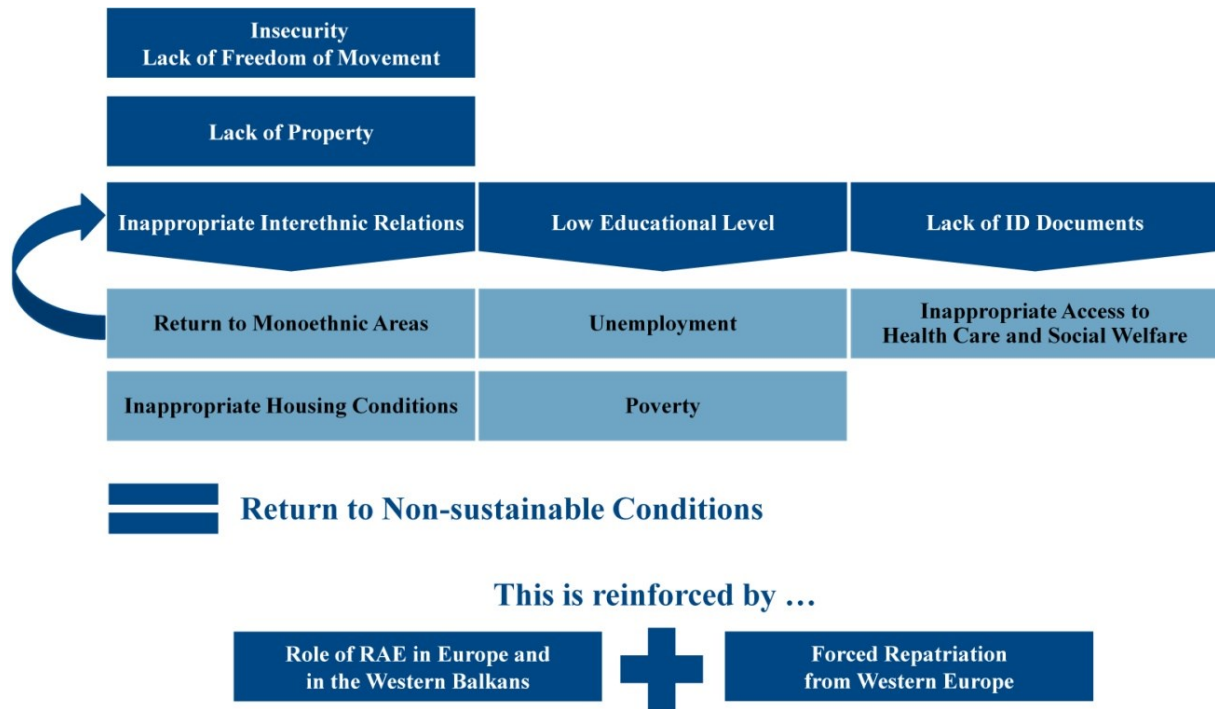 Insecurity
Lack of Freedom of Movement
Lack of Property
Inappropriate Interethnic Relations
Low Educational Level
Lack of ID Documents
Return to Monoethnic Areas
Unemployment
Inappropriate Access to
Health Care and Social Welfare
Inappropriate Housing Conditions
Poverty
Return to Non-sustainable Conditions
This is reinforced by …
Role of RAE in Europe and
in the Western Balkans
Forced Repatriation
from Western Europe